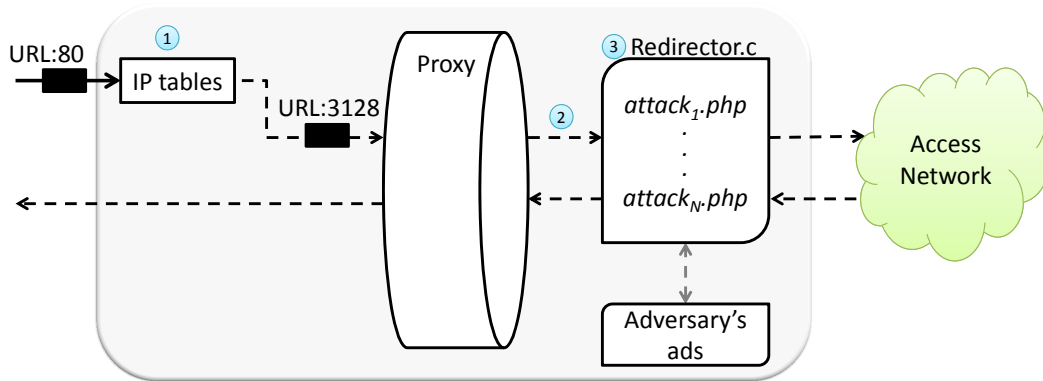 1
URL:80
IP tables
URL:3128
Proxy
2
3 Redirector.c
attack₁.php
.
.
.
attackN.php
Adversary's
ads
Access
Network